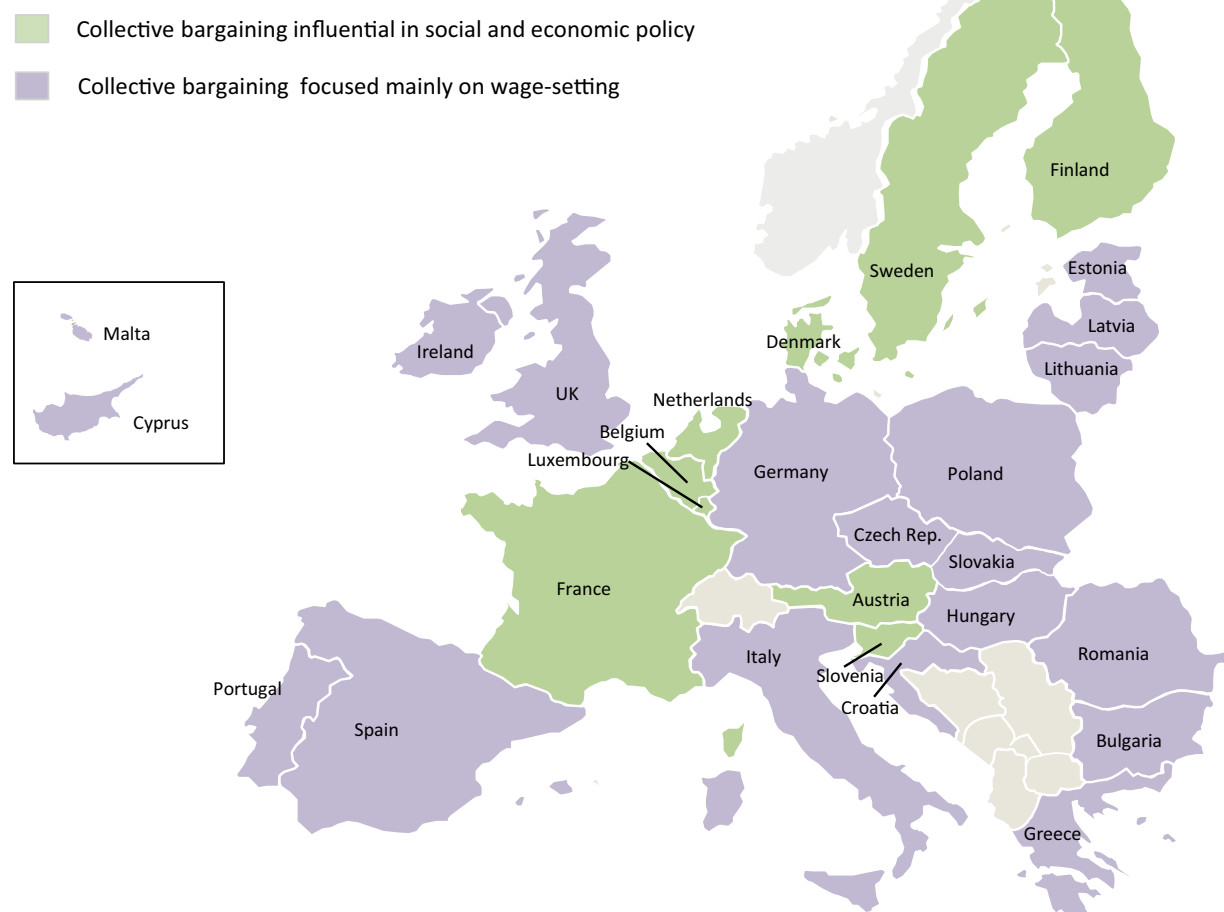 Collective bargaining influential in social and economic policy
Collective bargaining  focused mainly on wage-setting
Finland
Sweden
Estonia
Malta
Latvia
Denmark
Ireland
Lithuania
UK
Netherlands
Cyprus
Belgium
Luxembourg
Germany
Poland
Czech Rep.
Slovakia
France
Austria
Hungary
Italy
Romania
Slovenia
Portugal
Croatia
Spain
Bulgaria
Greece